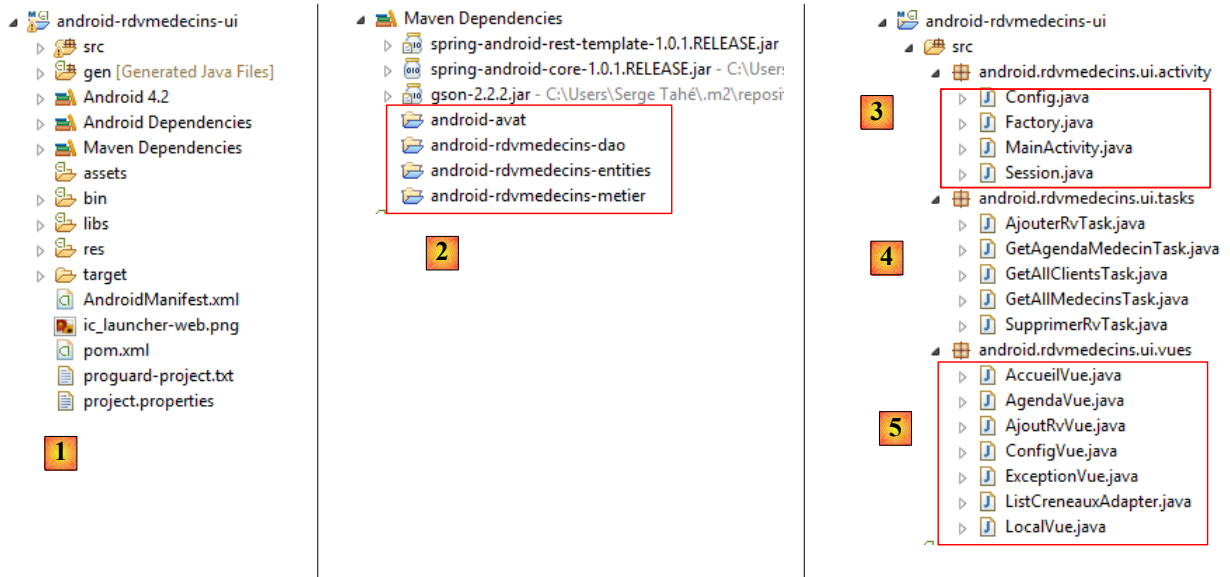 android-rdvmedecins-ui
src
gen [Generated Java Files]
Android 4.2
Android Dependencies
Maven Dependencies
assets
bin
libs
res
target
AndroidManifest.xml
ic_launcher-web.png
pom.xml
proguard-project.txt
project.properties
1
Maven Dependencies
spring-android-rest-template-1.0.1.RELEASE.jar
spring-android-core-1.0.1.RELEASE.jar - C:\Users
gson-2.2.2.jar - C:\Users\Serge Tahé\.m2\reposi
android-avat
android-rdvmedecins-dao
android-rdvmedecins-entities
android-rdvmedecins-metier
2
android-rdvmedecins-ui
src
android.rdvmedecins.ui.activity
Config.java
3
Factory.java
MainActivity.java
Session.java
android.rdvmedecins.ui.tasks
AjouterRvTask.java
GetAgendaMedecinTask.java
4
GetAllClientsTask.java
GetAllMedecinsTask.java
SupprimerRvTask.java
android.rdvmedecins.ui.vues
AccueilVue.java
AgendaVue.java
AjoutRvVue.java
5
ConfigVue.java
ExceptionVue.java
ListCreneauxAdapter.java
LocalVue.java